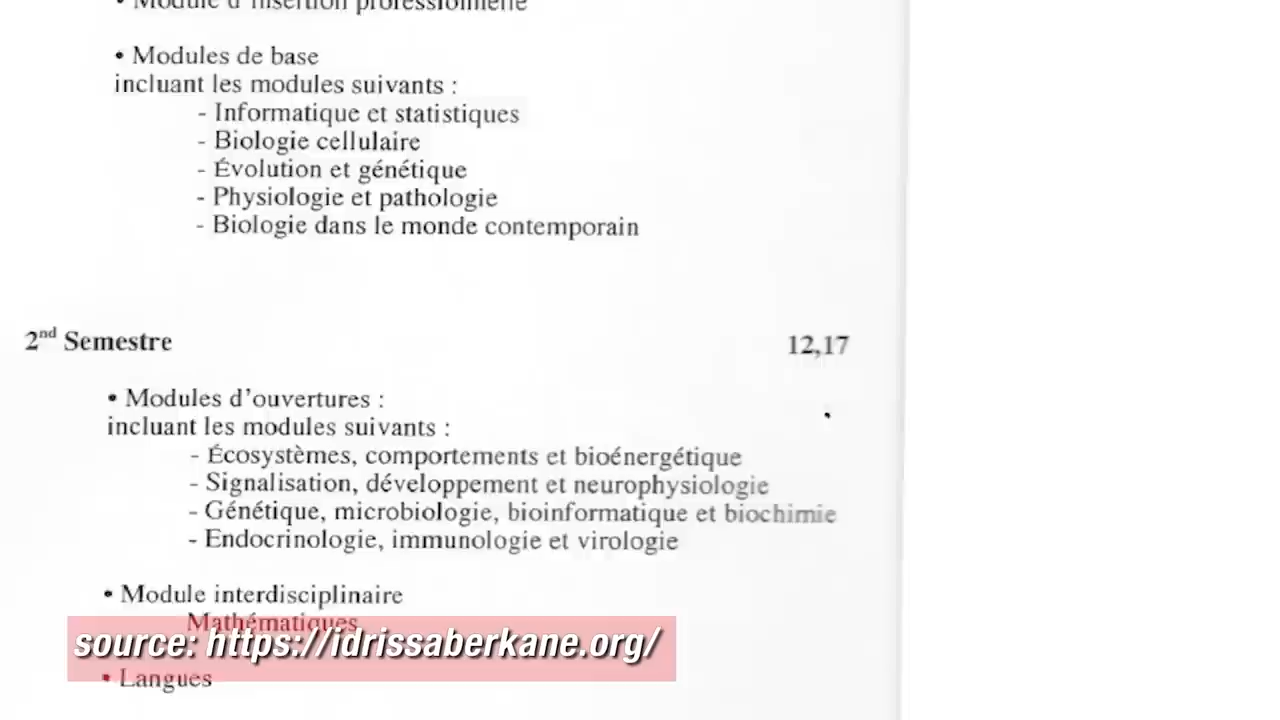 • Module d'insertion professionnelle
• Modules de base
incluant les modules suivants :
- Informatique et statistiques
- Biologie cellulaire
- Évolution et génétique
- Physiologie et pathologie
- Biologie dans le monde contemporain
2nd Semestre 12,17
• Modules d'ouvertures :
incluant les modules suivants :
- Écosystèmes, comportements et bioénergétique
- Signalisation, développement et neurophysiologie
- Génétique, microbiologie, bioinformatique et biochimie
- Endocrinologie, immunologie et virologie
• Module interdisciplinaire
Mathématiques
source: https://idrissaberkane.org/
• Langues